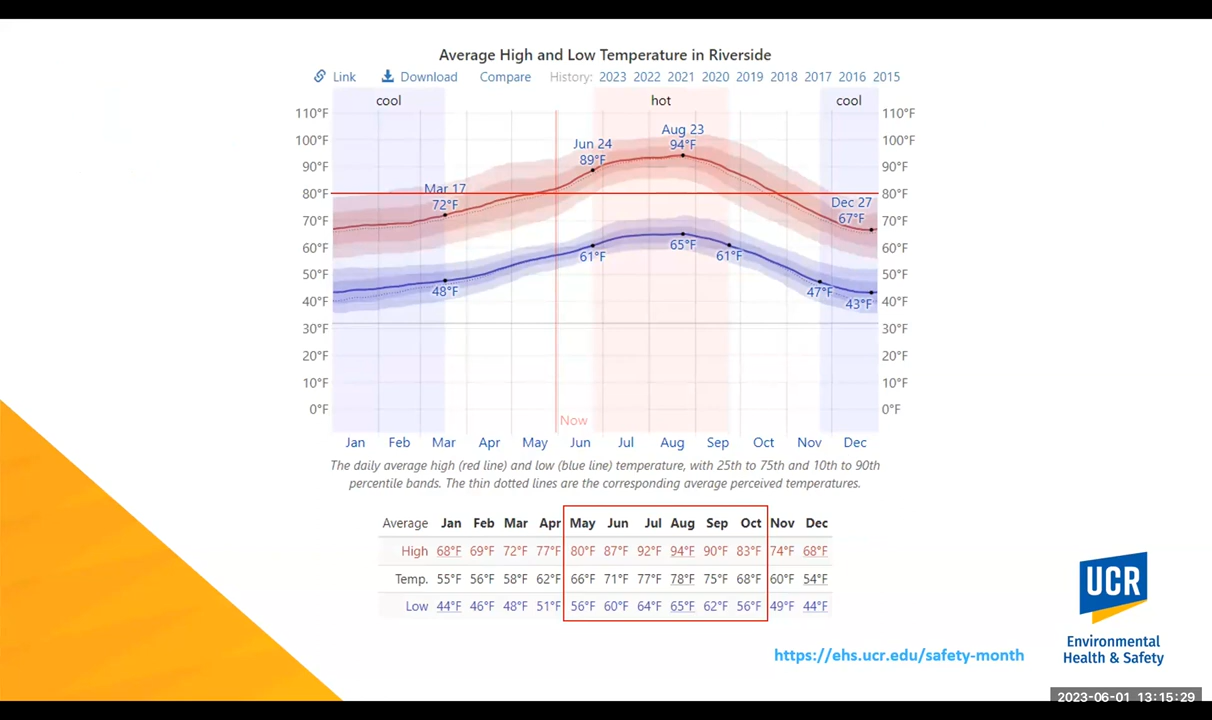 Average High and Low Temperature in Riverside
Link Download Compare History: 2023 2022 2021 2020 2019 2018 2017 2016 2015
cool hot cool
110°F 110°F
100°F 100°F
90°F 90°F
80°F 80°F
70°F 70°F
60°F 60°F
50°F 50°F
40°F 40°F
30°F 30°F
20°F 20°F
10°F 10°F
0°F 0°F
Mar 17
72°F
Jun 24
89°F
Aug 23
94°F
Dec 27
67°F
48°F
61°F
65°F
61°F
47°F
43°F
Now
Jan Feb Mar Apr May Jun Jul Aug Sep Oct Nov Dec
The daily average high (red line) and low (blue line) temperature, with 25th to 75th and 10th to 90th
percentile bands. The thin dotted lines are the corresponding average perceived temperatures.
Average Jan Feb Mar Apr May Jun Jul Aug Sep Oct Nov Dec
High 68°F 69°F 72°F 77°F 80°F 87°F 92°F 94°F 90°F 83°F 74°F 68°F
Temp. 55°F 56°F 58°F 62°F 66°F 71°F 77°F 78°F 75°F 68°F 60°F 54°F
Low 44°F 46°F 48°F 51°F 56°F 60°F 64°F 65°F 62°F 56°F 49°F 44°F
UCR
Environmental
Health & Safety
https://ehs.ucr.edu/safety-month
2023-06-01 13:15:29